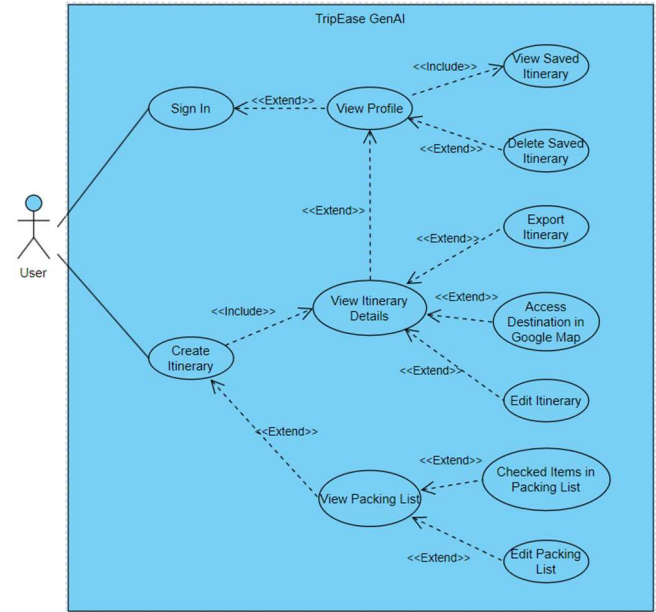 TripEase GenAI
<<Include>>
View Saved
Itinerary
Sign In
<<Extend>>
View Profile
<<Extend>>
Delete Saved
Itinerary
<<Extend>>
Export
Itinerary
<<Extend>>
User
<<Include>>
View Itinerary
Details
<<Extend>>
Access
Destination in
Google Map
Create
Itinerary
<<Extend>>
Edit Itinerary
<<Extend>>
<<Extend>>
Checked Items in
Packing List
View Packing List
<<Extend>>
Edit Packing
List